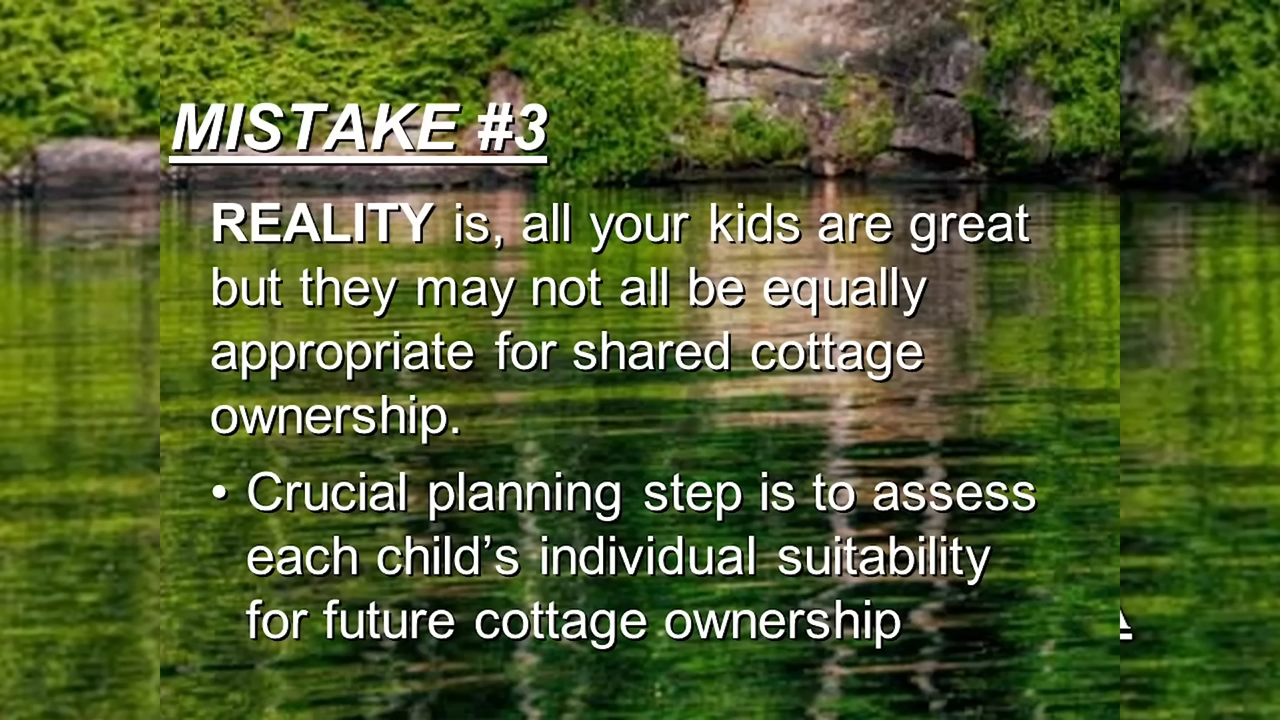 MISTAKE #3
REALITY is, all your kids are great
but they may not all be equally
appropriate for shared cottage
ownership.
• Crucial planning step is to assess
each child’s individual suitability
for future cottage ownership